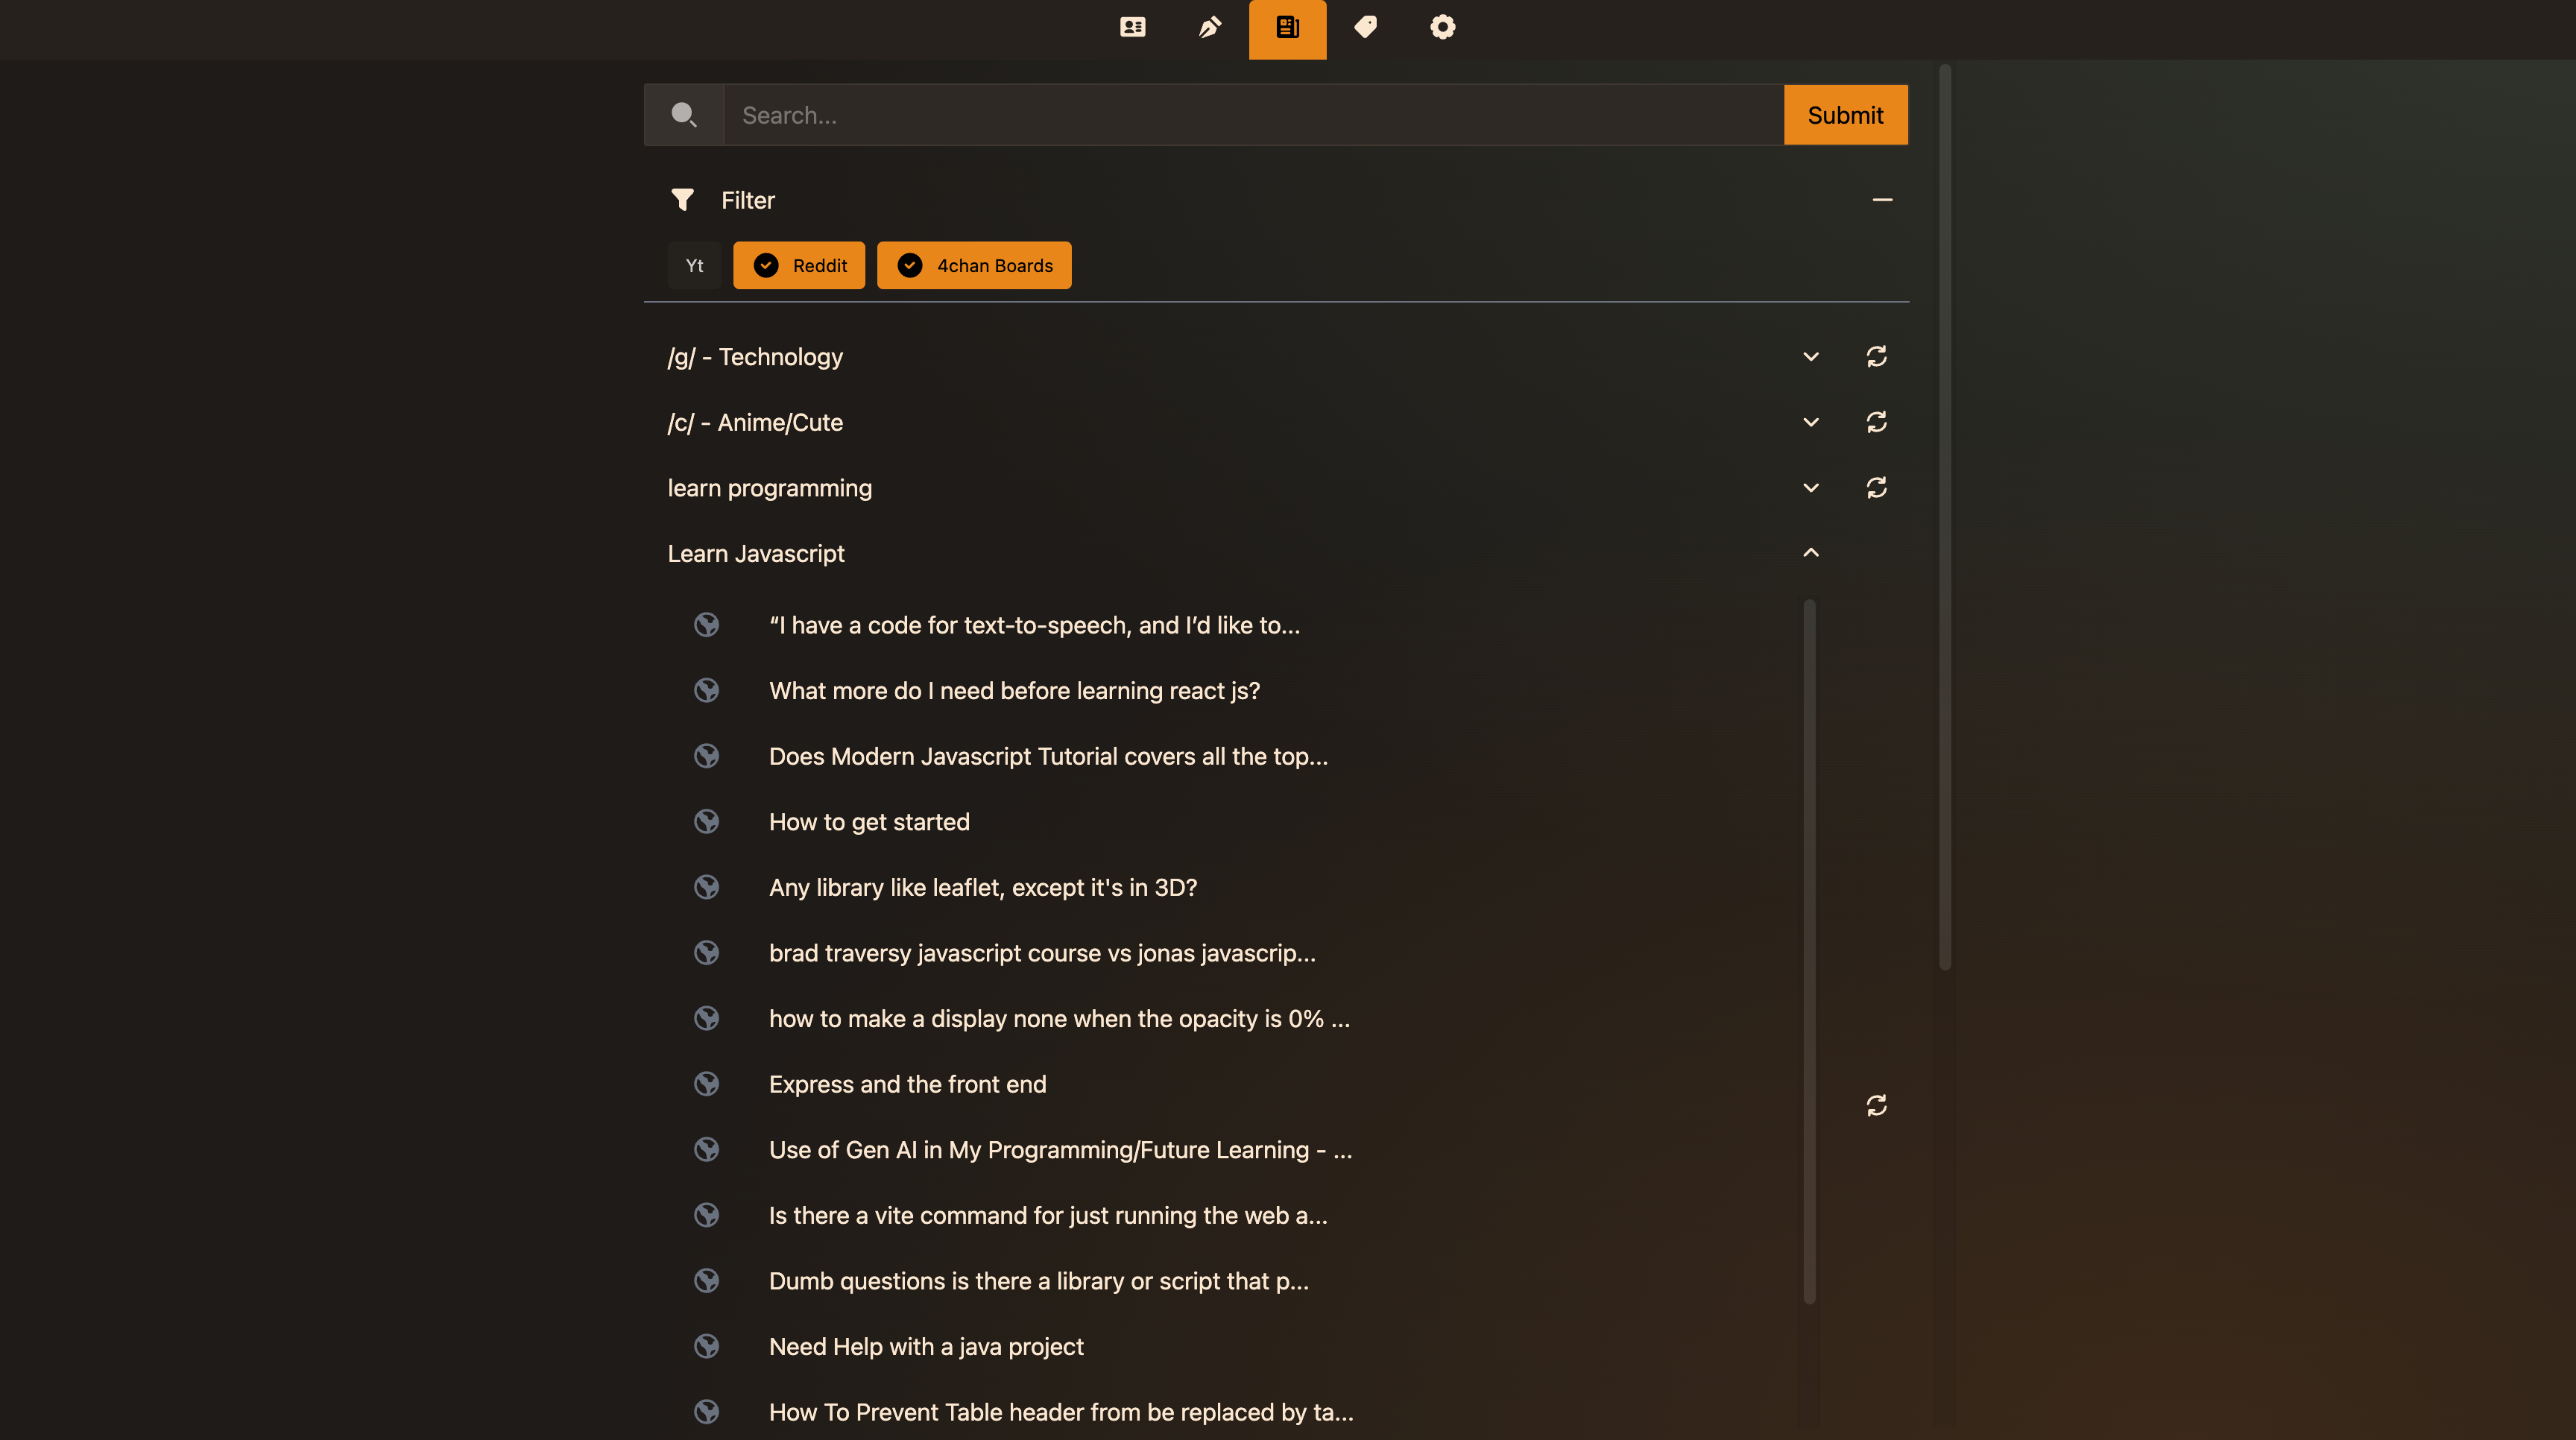 Search...
Submit
Filter
Yt
Reddit
4chan Boards
/g/ - Technology
/c/ - Anime/Cute
learn programming
Learn Javascript
“I have a code for text-to-speech, and I’d like to...
What more do I need before learning react js?
Does Modern Javascript Tutorial covers all the top...
How to get started
Any library like leaflet, except it's in 3D?
brad traversy javascript course vs jonas javascrip...
how to make a display none when the opacity is 0% ...
Express and the front end
Use of Gen AI in My Programming/Future Learning - ...
Is there a vite command for just running the web a...
Dumb questions is there a library or script that p...
Need Help with a java project
How To Prevent Table header from be replaced by ta...